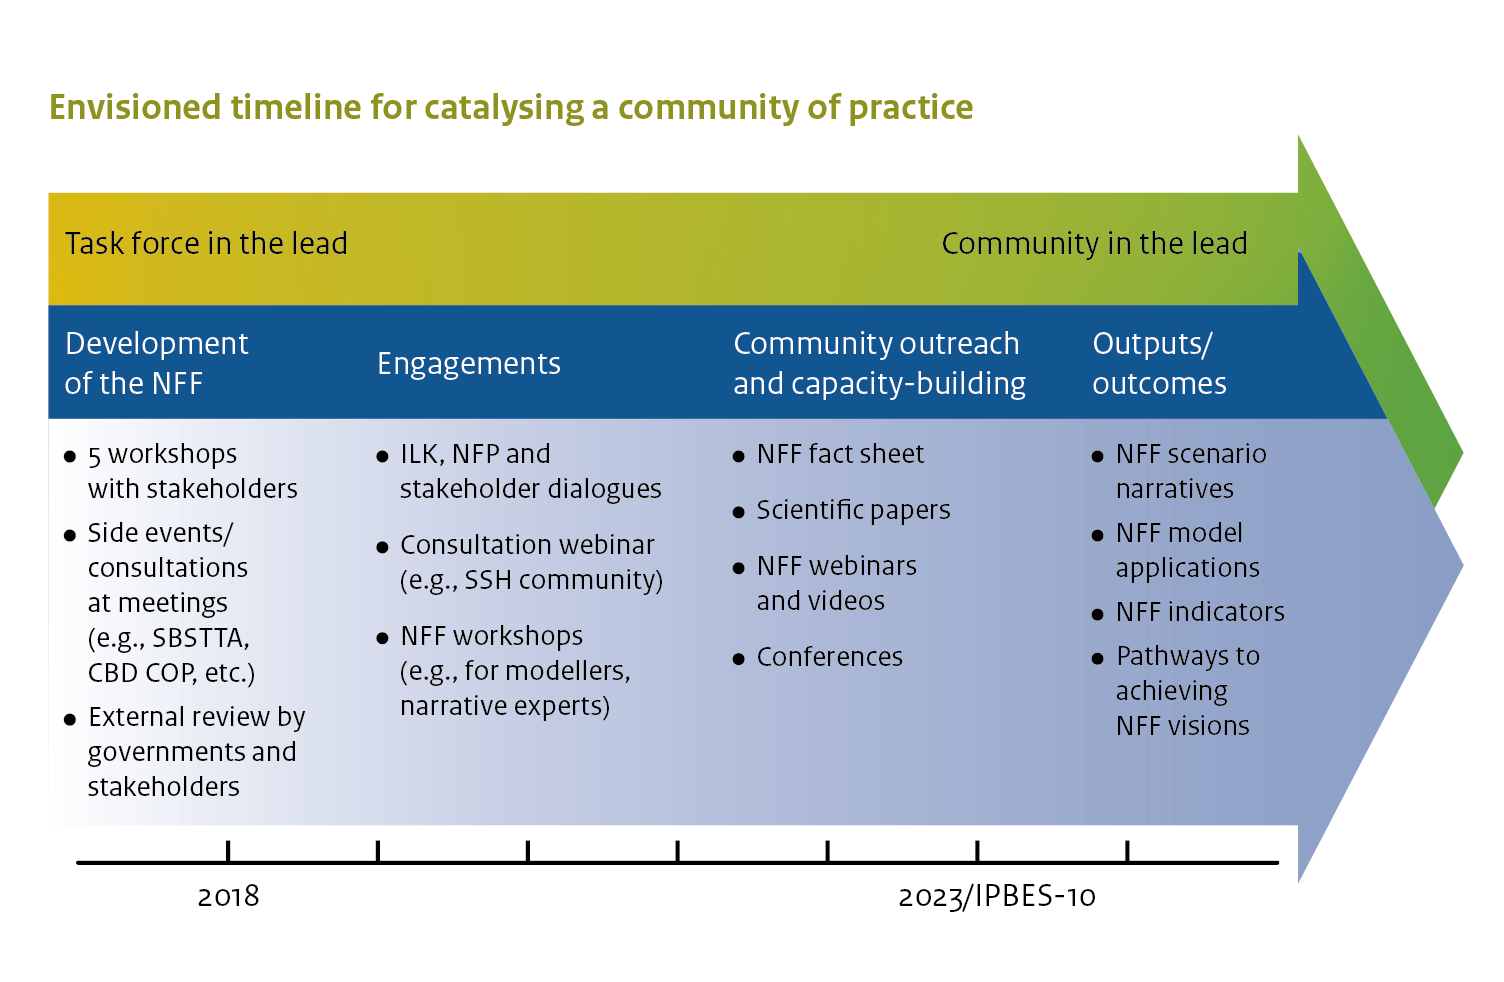 Envisioned timeline for catalysing a community of practice
Task force in the lead
Community in the lead
Development
of the NFF
• 5 workshops
with stakeholders
• Side events/
consultations
at meetings
(e.g., SBSTTA,
CBD COP, etc.)
• External review by
governments and
stakeholders
Engagements
• ILK, NFP and
stakeholder dialogues
• Consultation webinar
(e.g., SSH community)
• NFF workshops
(e.g., for modellers,
narrative experts)
Community outreach
and capacity-building
• NFF fact sheet
• Scientific papers
• NFF webinars
and videos
• Conferences
Outputs/
outcomes
• NFF scenario
narratives
• NFF model
applications
• NFF indicators
• Pathways to
achieving
NFF visions
2018
2023/IPBES-10